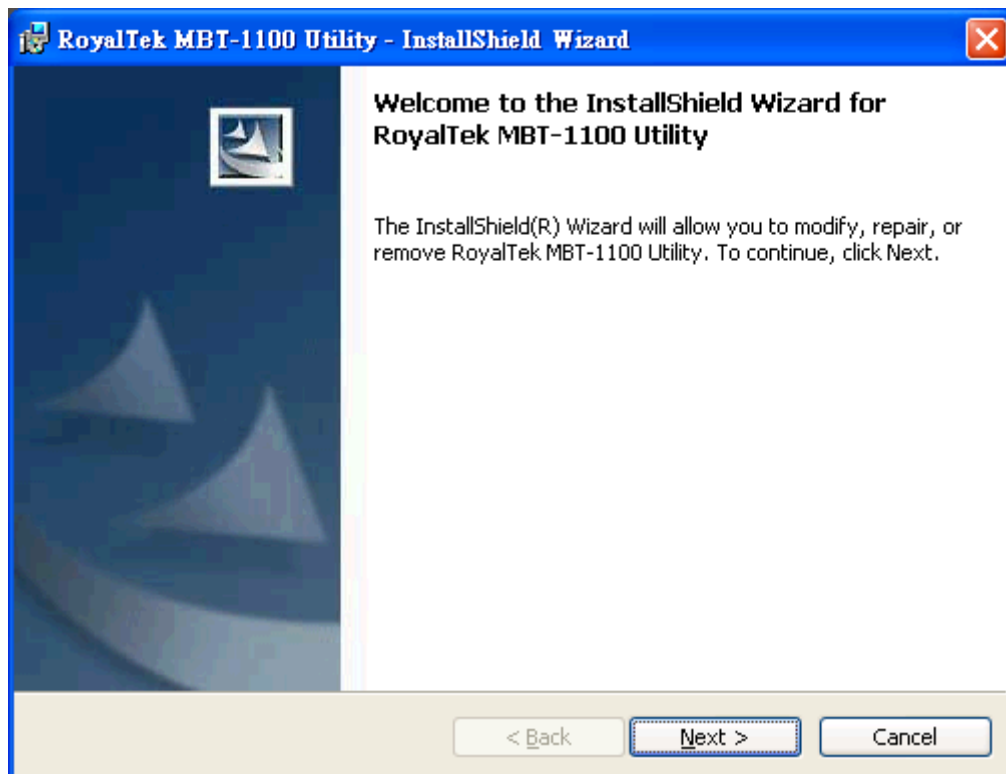 RoyalTek MBT-1100 Utility - InstallShield Wizard
Welcome to the InstallShield Wizard for
RoyalTek MBT-1100 Utility
The InstallShield(R) Wizard will allow you to modify, repair, or
remove RoyalTek MBT-1100 Utility. To continue, click Next.
< Back
Next >
Cancel